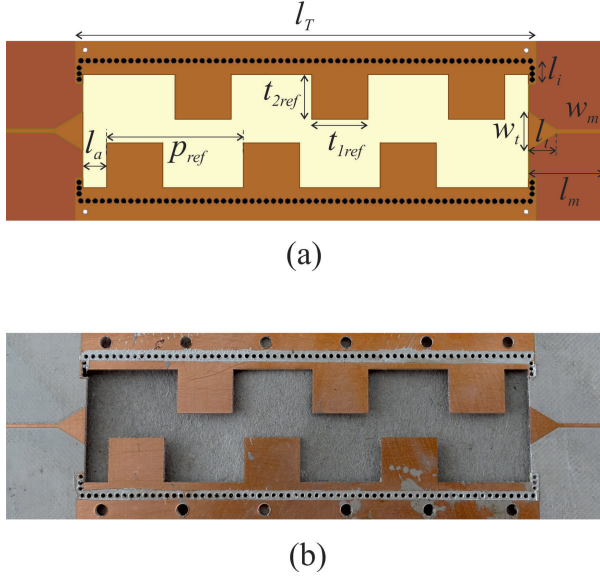 l_T
l_i
t_2ref
w_m
w_t
l_t
l_a
p_ref
t_1ref
l_m
(a)
(b)